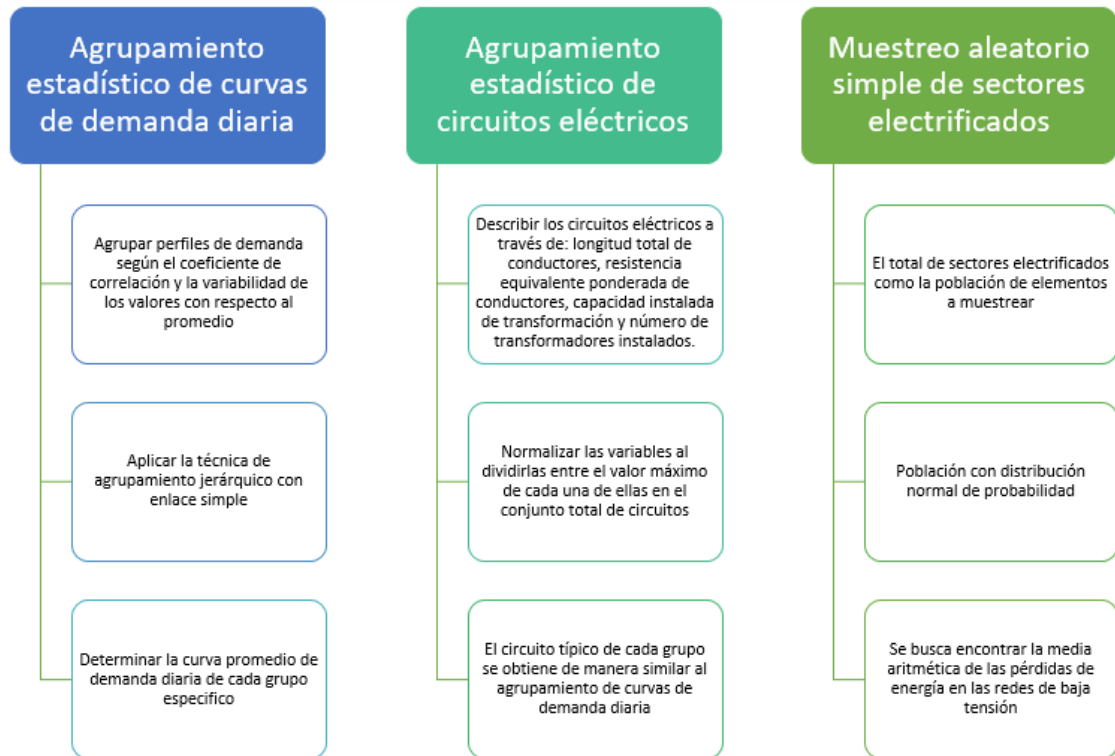 Agrupamiento
estadístico de curvas
de demanda diaria
Agrupar perfiles de demanda
según el coeficiente de
correlación y la variabilidad de
los valores con respecto al
promedio
Aplicar la técnica de
agrupamiento jerárquico con
enlace simple
Determinar la curva promedio de
demanda diaria de cada grupo
especifico
Agrupamiento
estadístico de
circuitos eléctricos
Describir los circuitos eléctricos a
través de: longitud total de
conductores, resistencia
equivalente ponderada de
conductores, capacidad instalada
de transformación y número de
transformadores instalados.
Normalizar las variables al
dividirlas entre el valor máximo
de cada una de ellas en el
conjunto total de circuitos
El circuito típico de cada grupo
se obtiene de manera similar al
agrupamiento de curvas de
demanda diaria
Muestreo aleatorio
simple de sectores
electrificados
El total de sectores electrificados
como la población de elementos
a muestrear
Población con distribución
normal de probabilidad
Se busca encontrar la media
aritmética de las pérdidas de
energía en las redes de baja
tensión